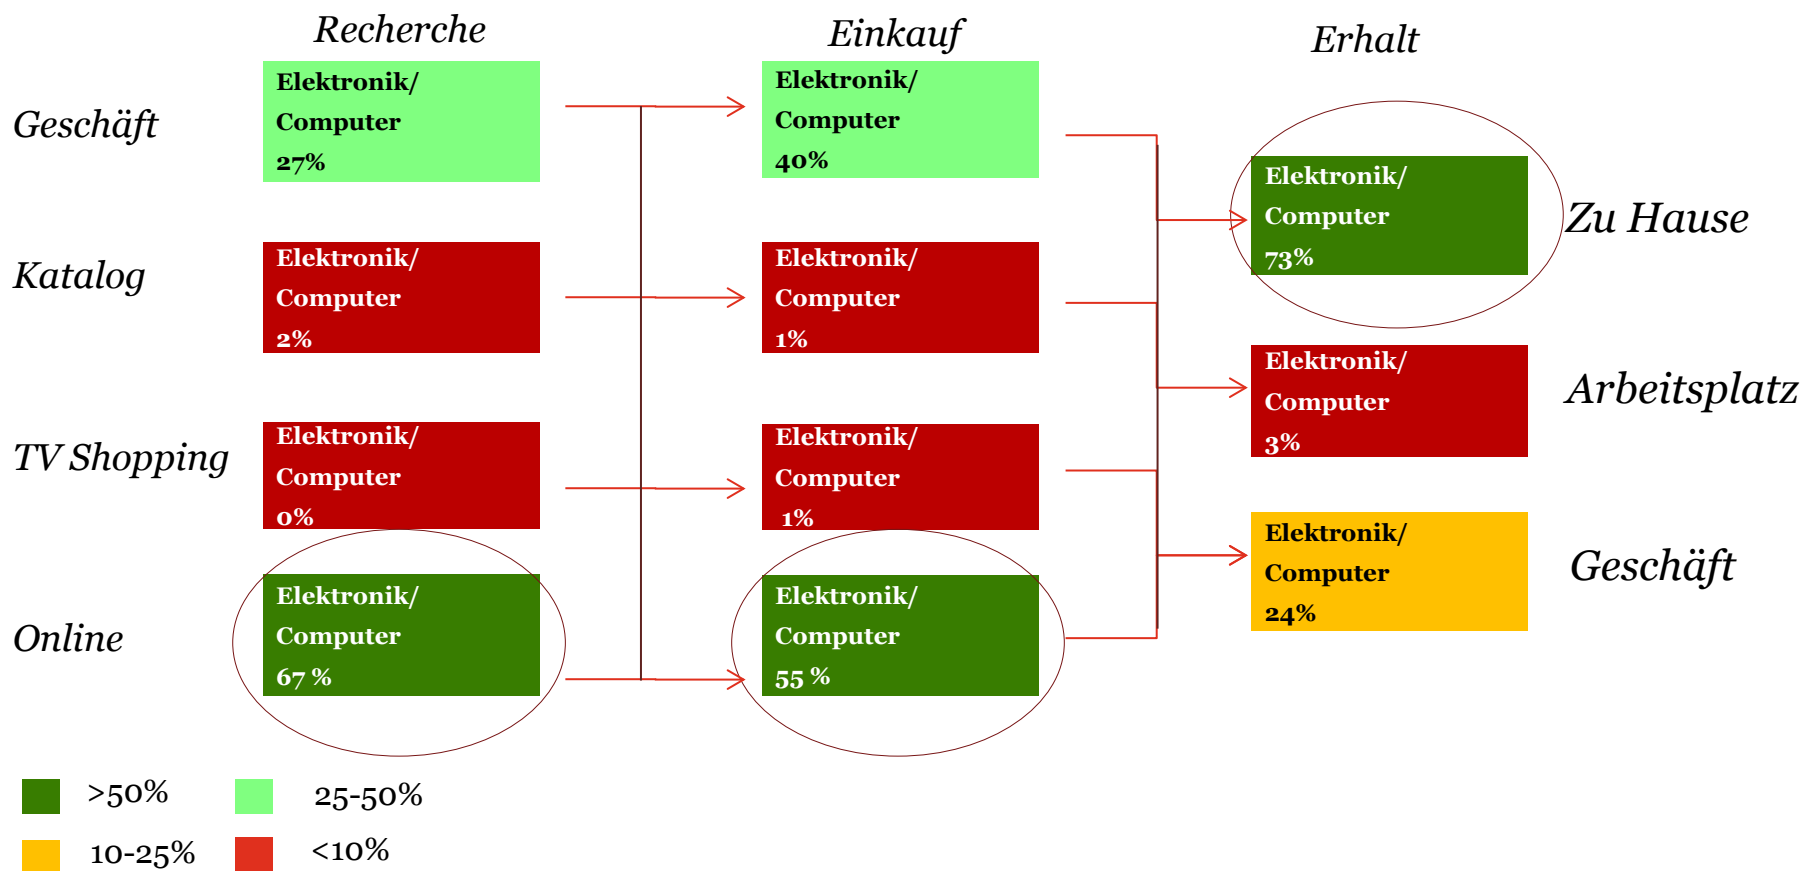 Recherche
Einkauf
Erhalt
Geschäft
Elektronik/
Computer
27%
Elektronik/
Computer
40%
Elektronik/
Computer
73%
Zu Hause
Katalog
Elektronik/
Computer
2%
Elektronik/
Computer
1%
Elektronik/
Computer
3%
Arbeitsplatz
TV Shopping
Elektronik/
Computer
0%
Elektronik/
Computer
1%
Elektronik/
Computer
24%
Geschäft
Online
Elektronik/
Computer
67 %
Elektronik/
Computer
55 %
>50%
25-50%
10-25%
<10%